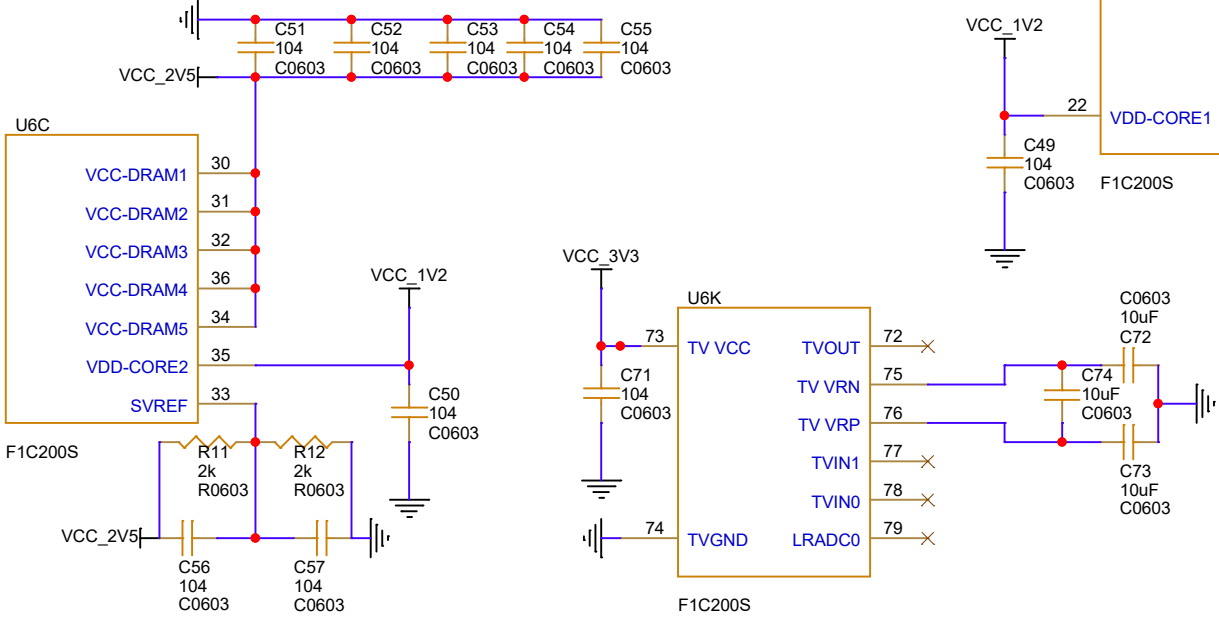 C51
104
C0603
C52
104
C0603
C53
104
C0603
C54
104
C0603
C55
104
C0603
VCC_2V5
VCC_1V2
22
VDD-CORE1
C49
104
C0603
F1C200S
U6C
VCC-DRAM1
30
VCC-DRAM2
31
VCC-DRAM3
32
VCC-DRAM4
36
VCC-DRAM5
34
VDD-CORE2
35
SVREF
33
F1C200S
VCC_1V2
C50
104
C0603
R11
2k
R0603
R12
2k
R0603
VCC_2V5
C56
104
C0603
C57
104
C0603
VCC_3V3
C71
104
C0603
U6K
73
TV VCC
74
TVGND
TVOUT
72
TV VRN
75
TV VRP
76
TVIN1
77
TVIN0
78
LRADC0
79
F1C200S
C0603
10uF
C72
C74
10uF
C0603
C73
10uF
C0603